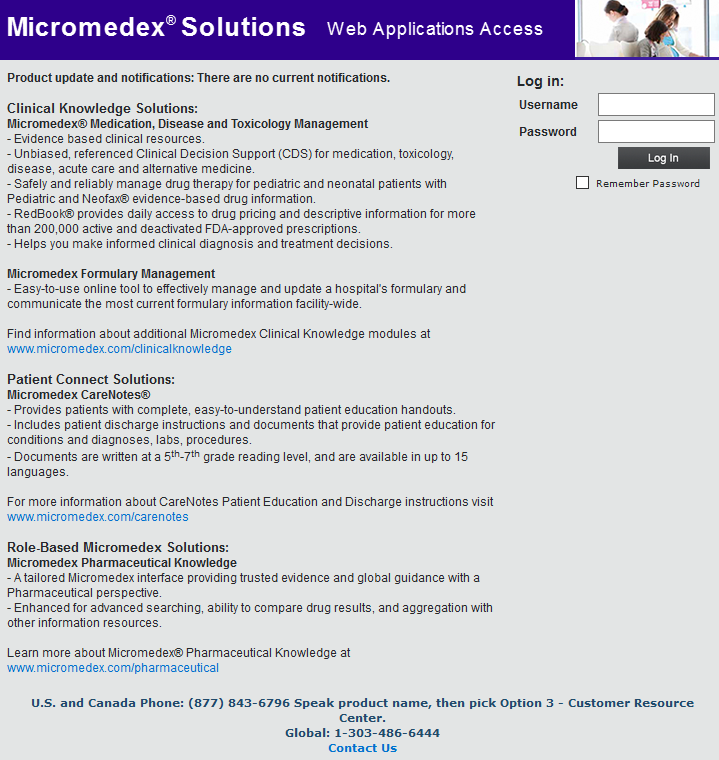 Micromedex® Solutions Web Applications Access
Product update and notifications: There are no current notifications.
Clinical Knowledge Solutions:
Micromedex® Medication, Disease and Toxicology Management
- Evidence based clinical resources.
- Unbiased, referenced Clinical Decision Support (CDS) for medication, toxicology,
disease, acute care and alternative medicine.
- Safely and reliably manage drug therapy for pediatric and neonatal patients with
Pediatric and Neofax® evidence-based drug information.
- RedBook® provides daily access to drug pricing and descriptive information for more
than 200,000 active and deactivated FDA-approved prescriptions.
- Helps you make informed clinical diagnosis and treatment decisions.
Micromedex Formulary Management
- Easy-to-use online tool to effectively manage and update a hospital's formulary and
communicate the most current formulary information facility-wide.
Find information about additional Micromedex Clinical Knowledge modules at
www.micromedex.com/clinicalknowledge
Patient Connect Solutions:
Micromedex CareNotes®
- Provides patients with complete, easy-to-understand patient education handouts.
- Includes patient discharge instructions and documents that provide patient education for
conditions and diagnoses, labs, procedures.
- Documents are written at a 5th-7th grade reading level, and are available in up to 15
languages.
For more information about CareNotes Patient Education and Discharge instructions visit
www.micromedex.com/carenotes
Role-Based Micromedex Solutions:
Micromedex Pharmaceutical Knowledge
- A tailored Micromedex interface providing trusted evidence and global guidance with a
Pharmaceutical perspective.
- Enhanced for advanced searching, ability to compare drug results, and aggregation with
other information resources.
Learn more about Micromedex® Pharmaceutical Knowledge at
www.micromedex.com/pharmaceutical
Log in:
Username
Password
Log In
Remember Password
U.S. and Canada Phone: (877) 843-6796 Speak product name, then pick Option 3 - Customer Resource
Center.
Global: 1-303-486-6444
Contact Us